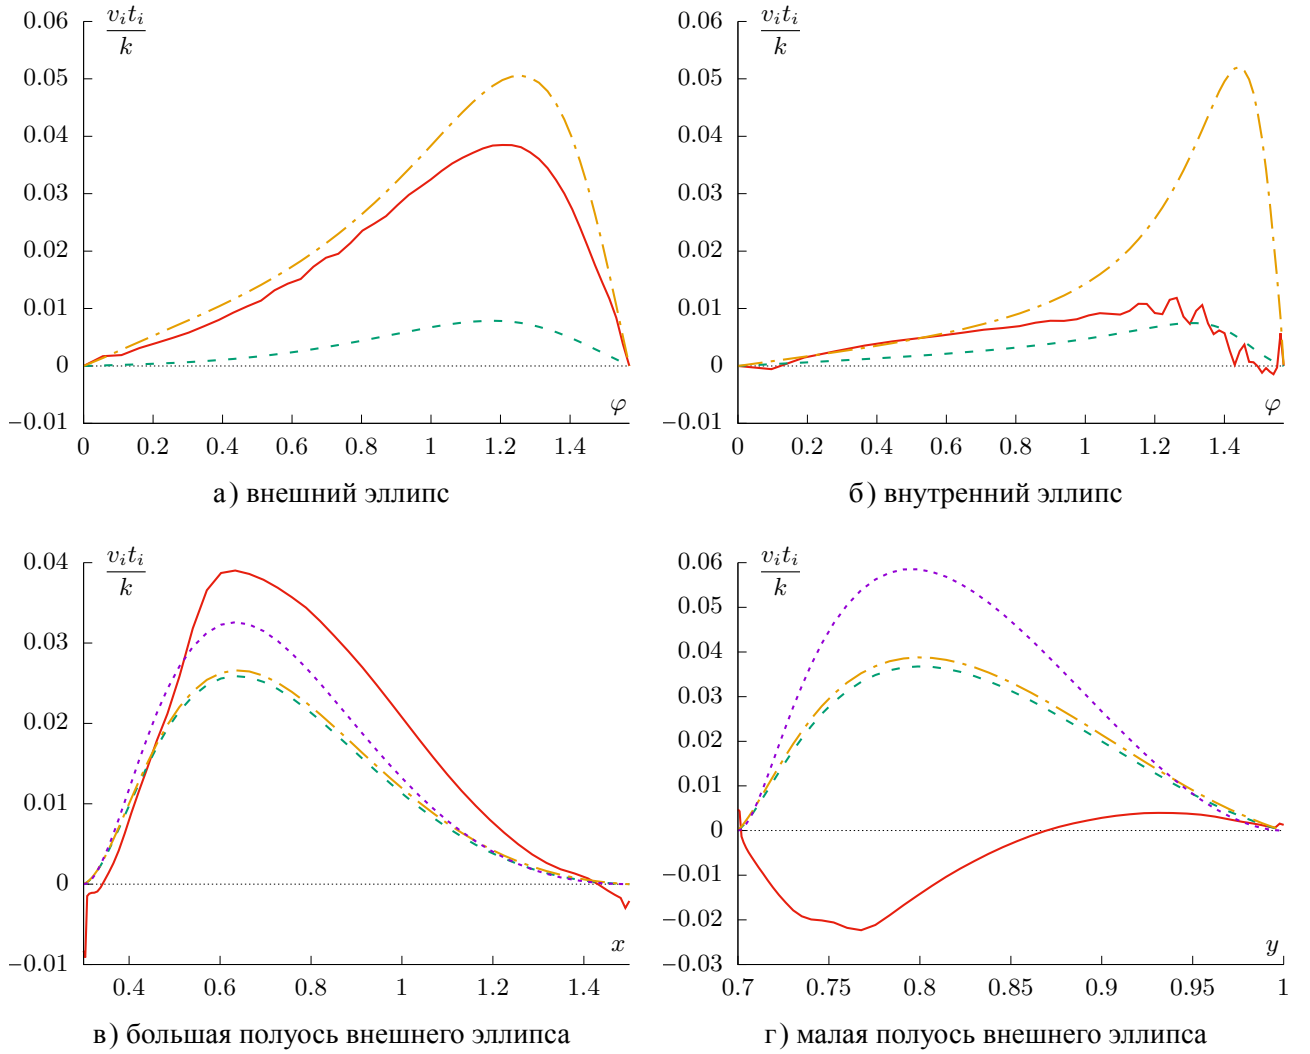 0.06
0.05
0.04
0.03
0.02
0.01
0
−0.01
v_i t_i
k
φ
0 0.2 0.4 0.6 0.8 1 1.2 1.4
а) внешний эллипс
0.06
0.05
0.04
0.03
0.02
0.01
0
−0.01
v_i t_i
k
φ
0 0.2 0.4 0.6 0.8 1 1.2 1.4
б) внутренний эллипс
0.04
0.03
0.02
0.01
0
−0.01
v_i t_i
k
x
0.4 0.6 0.8 1 1.2 1.4
в) большая полуось внешнего эллипса
0.06
0.05
0.04
0.03
0.02
0.01
0
−0.01
−0.02
−0.03
v_i t_i
k
y
0.7 0.75 0.8 0.85 0.9 0.95 1
г) малая полуось внешнего эллипса